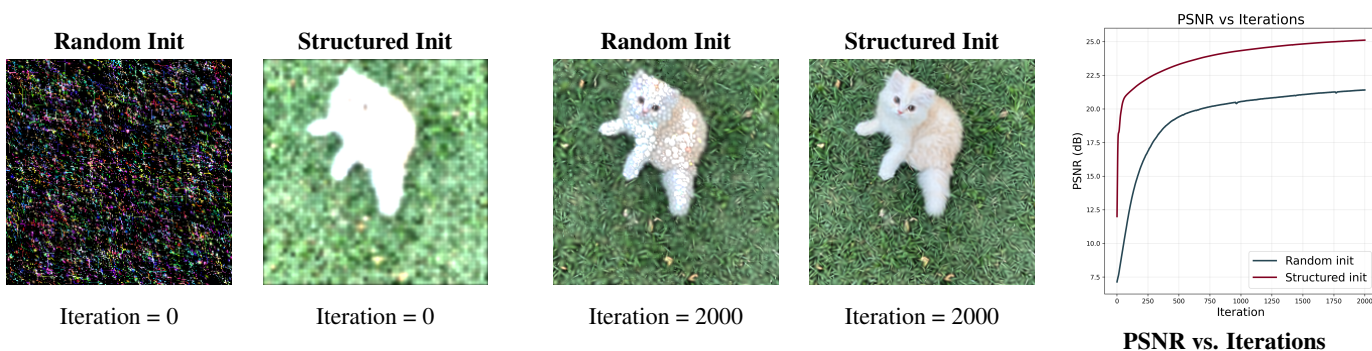 Random Init
Structured Init
Random Init
Structured Init
Iteration = 0
Iteration = 0
Iteration = 2000
Iteration = 2000
PSNR vs Iterations
PSNR (dB)
25.0
22.5
20.0
17.5
15.0
12.5
10.0
7.5
Random init
Structured init
0 250 500 750 1000 1250 1500 1750 2000
Iteration
PSNR vs. Iterations